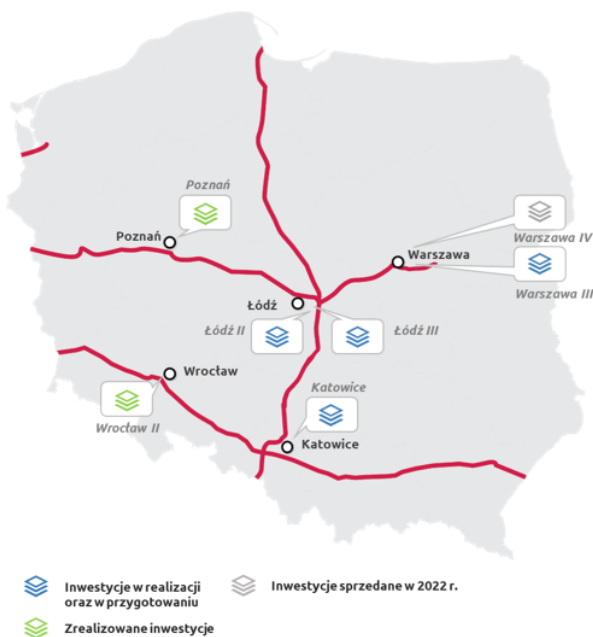 Poznań
Poznań
Warszawa IV
Warszawa
Warszawa III
Łódź
Łódź II
Łódź III
Wrocław
Katowice
Wrocław II
Katowice
Inwestycje w realizacji
oraz w przygotowaniu
Inwestycje sprzedane w 2022 r.
Zrealizowane inwestycje